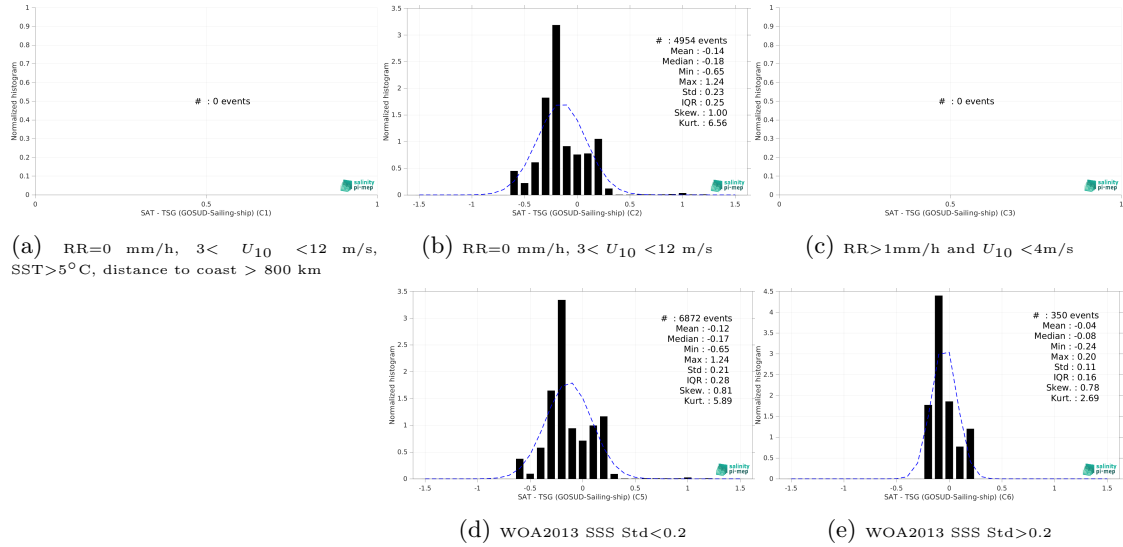 1
0.9
0.8
0.7
0.6
0.5
0.4
0.3
0.2
0.1
0
Normalized histogram
# : 0 events
0
0.5
1
SAT - TSG (GOSUD-Sailing-ship) (C1)
salinity
pi-mep
(a) RR=0 mm/h, 3< U10 <12 m/s,
SST>5°C, distance to coast > 800 km
3.5
3
2.5
2
1.5
1
0.5
0
Normalized histogram
# : 4954 events
Mean : -0.14
Median : -0.18
Min : -0.65
Max : 1.24
Std : 0.23
IQR : 0.25
Skew. : 1.00
Kurt. : 6.56
-1.5
-1
-0.5
0
0.5
1
1.5
SAT - TSG (GOSUD-Sailing-ship) (C2)
salinity
pi-mep
(b) RR=0 mm/h, 3< U10 <12 m/s
1
0.9
0.8
0.7
0.6
0.5
0.4
0.3
0.2
0.1
0
Normalized histogram
# : 0 events
0
0.5
1
SAT - TSG (GOSUD-Sailing-ship) (C3)
salinity
pi-mep
(c) RR>1mm/h and U10 <4m/s
3.5
3
2.5
2
1.5
1
0.5
0
Normalized histogram
# : 6872 events
Mean : -0.12
Median : -0.17
Min : -0.65
Max : 1.24
Std : 0.21
IQR : 0.28
Skew. : 0.81
Kurt. : 5.89
-1.5
-1
-0.5
0
0.5
1
1.5
SAT - TSG (GOSUD-Sailing-ship) (C5)
salinity
pi-mep
(d) WOA2013 SSS Std<0.2
4.5
4
3.5
3
2.5
2
1.5
1
0.5
0
Normalized histogram
# : 350 events
Mean : -0.04
Median : -0.08
Min : -0.24
Max : 0.20
Std : 0.11
IQR : 0.16
Skew. : 0.78
Kurt. : 2.69
-1.5
-1
-0.5
0
0.5
1
1.5
SAT - TSG (GOSUD-Sailing-ship) (C6)
salinity
pi-mep
(e) WOA2013 SSS Std>0.2